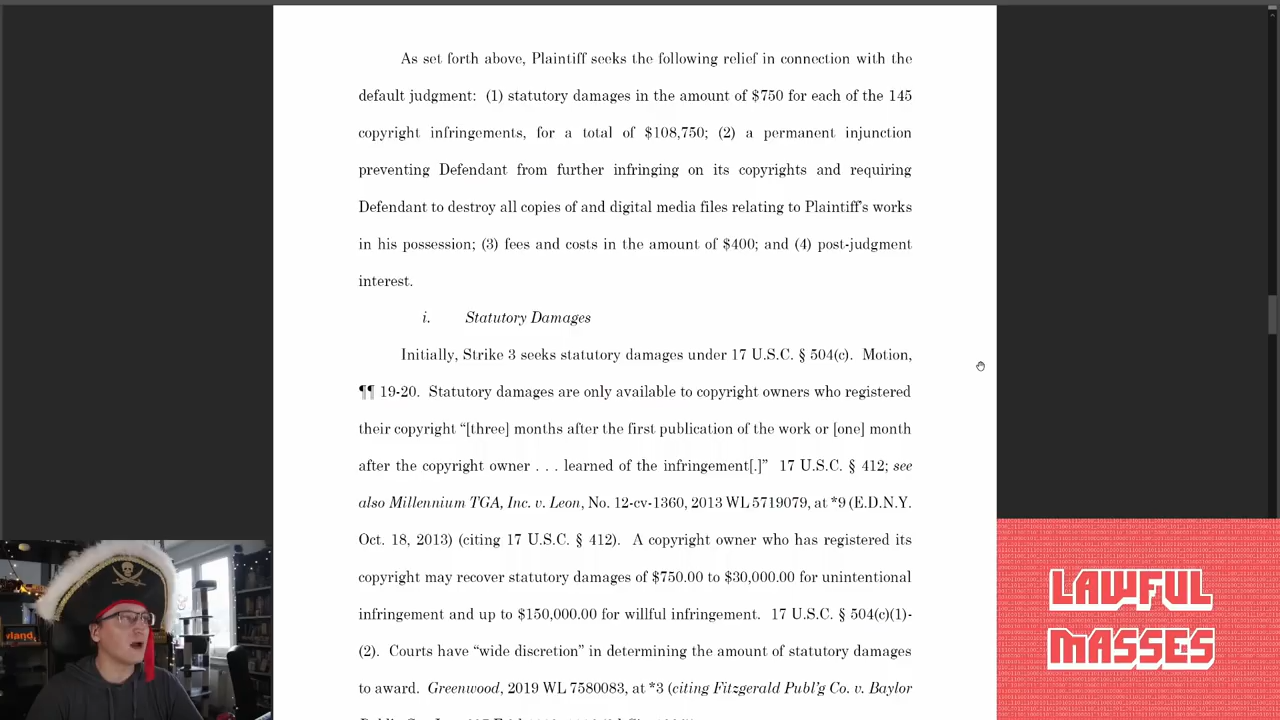 As set forth above, Plaintiff seeks the following relief in connection with the
default judgment: (1) statutory damages in the amount of $750 for each of the 145
copyright infringements, for a total of $108,750; (2) a permanent injunction
preventing Defendant from further infringing on its copyrights and requiring
Defendant to destroy all copies of and digital media files relating to Plaintiff's works
in his possession; (3) fees and costs in the amount of $400; and (4) post-judgment
interest.
i. Statutory Damages
Initially, Strike 3 seeks statutory damages under 17 U.S.C. § 504(c). Motion,
¶¶ 19-20. Statutory damages are only available to copyright owners who registered
their copyright “[three] months after the first publication of the work or [one] month
after the copyright owner . . . learned of the infringement[.]” 17 U.S.C. § 412; see
also Millennium TGA, Inc. v. Leon, No. 12-cv-1360, 2013 WL 5719079, at *9 (E.D.N.Y.
Oct. 18, 2013) (citing 17 U.S.C. § 412). A copyright owner who has registered its
copyright may recover statutory damages of $750.00 to $30,000.00 for unintentional
infringement and up to $150,000.00 for willful infringement. 17 U.S.C. § 504(c)(1)-
(2). Courts have “wide discretion” in determining the amount of statutory damages
to award. Greenwood, 2010 WL 7580083, at *3 (citing Fitzgerald Publ'g Co. v. Baylor
LAWFUL
MASSES